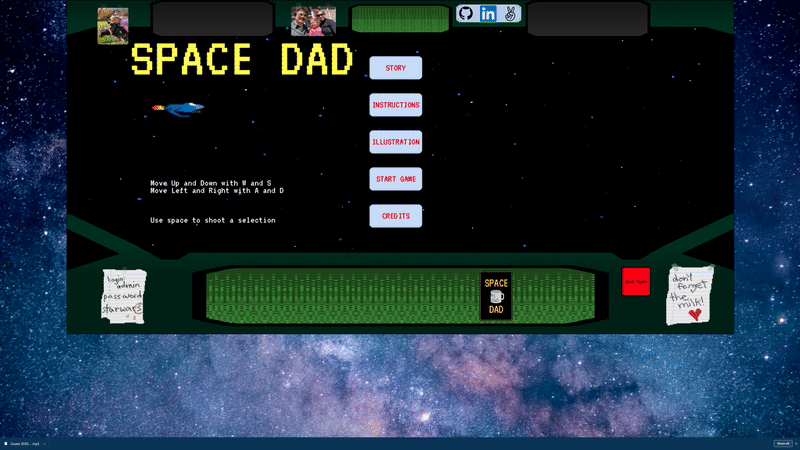 SPACE DAD
STORY
INSTRUCTIONS
ILLUSTRATION
START GAME
CREDITS
Move Up and Down with W and S
Move Left and Right with A and D
Use space to shoot a selection
login:
admin
password
starwars
SPACE
DAD
don't
forget
the
milk!
in